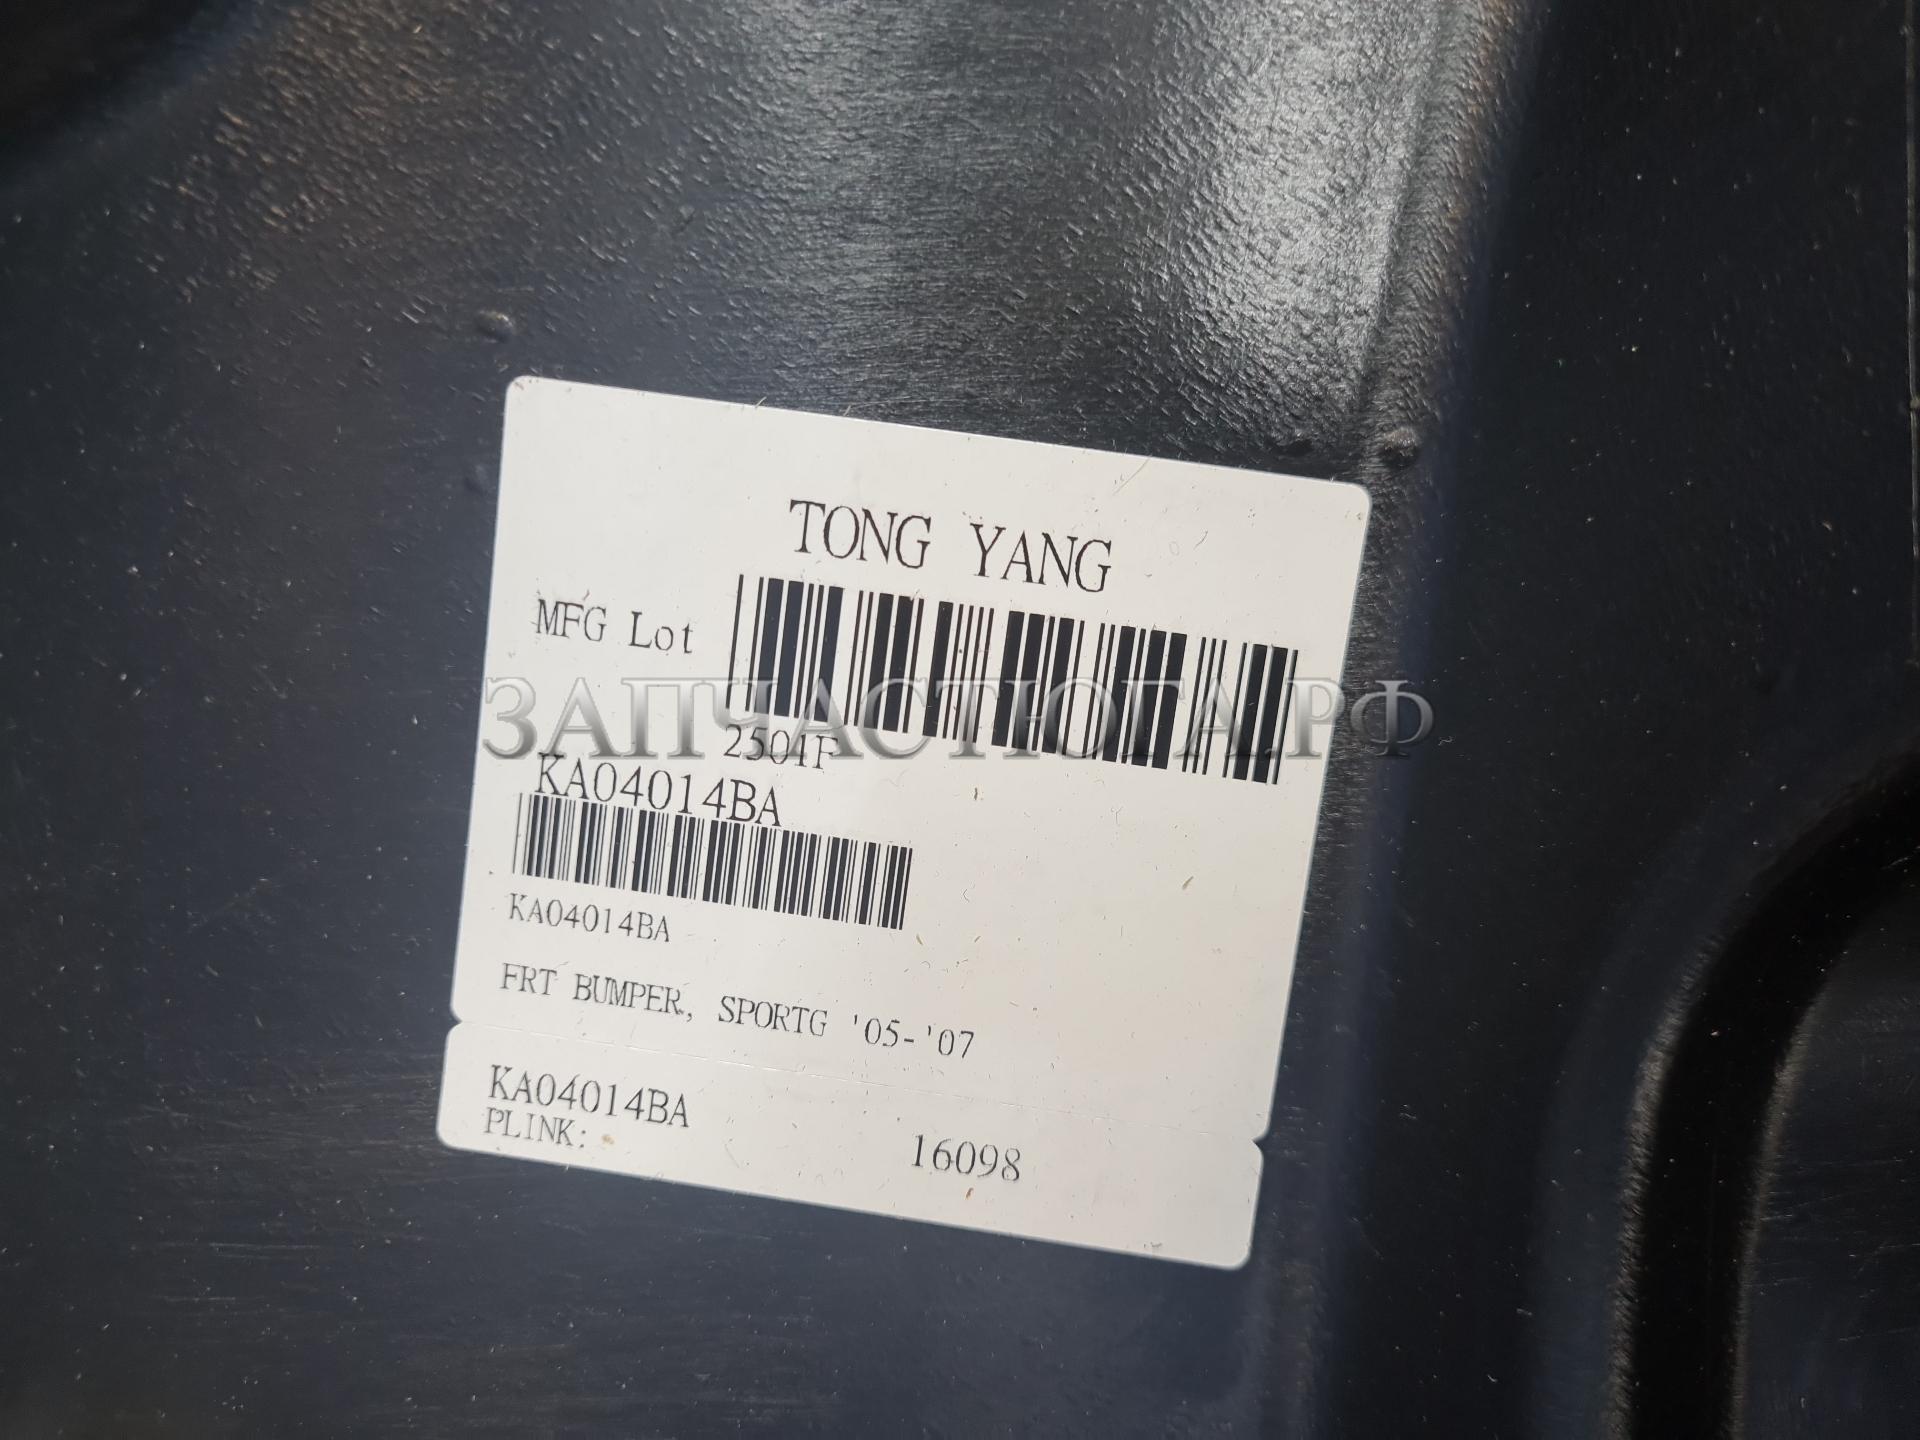 TONG YANG
MFG Lot
ЗАПЧАСТЮГА.РФ
2501F
KA04014BA
KA04014BA
FRT BUMPER, SPORTG '05-'07
KA04014BA
PLINK: 16098